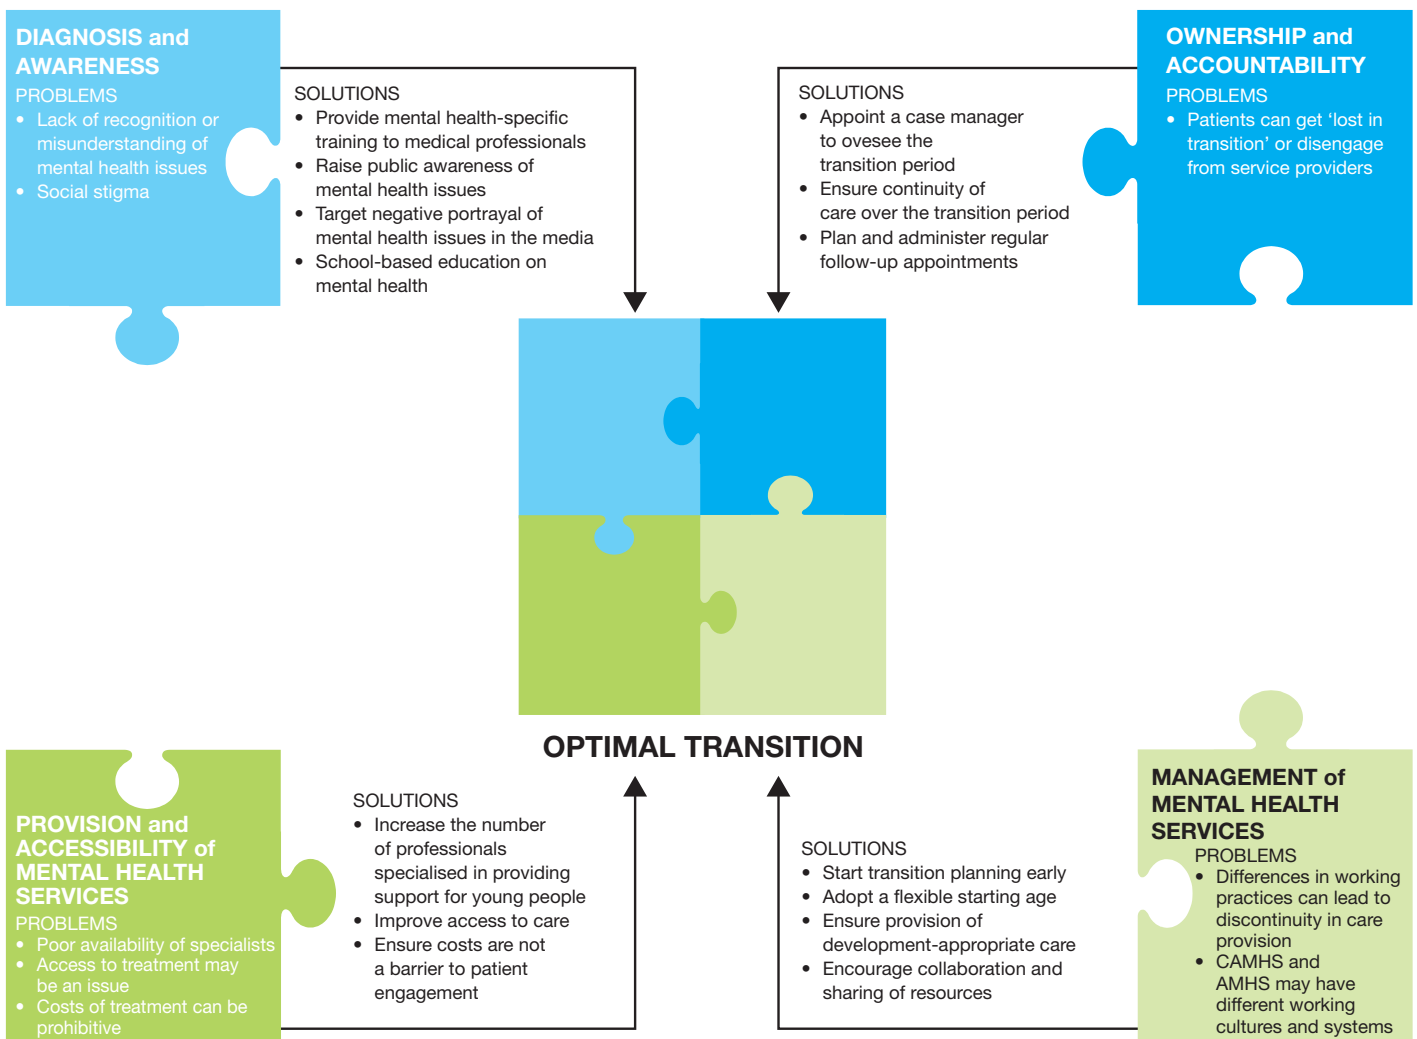 DIAGNOSIS and
AWARENESS
PROBLEMS
• Lack of recognition or
misunderstanding of
mental health issues
• Social stigma
SOLUTIONS
• Provide mental health-specific
training to medical professionals
• Raise public awareness of
mental health issues
• Target negative portrayal of
mental health issues in the media
• School-based education on
mental health
SOLUTIONS
• Appoint a case manager
to ovesee the
transition period
• Ensure continuity of
care over the transition period
• Plan and administer regular
follow-up appointments
OWNERSHIP and
ACCOUNTABILITY
PROBLEMS
• Patients can get ‘lost in
transition’ or disengage
from service providers
OPTIMAL TRANSITION
PROVISION and
ACCESSIBILITY of
MENTAL HEALTH
SERVICES
PROBLEMS
• Poor availability of specialists
• Access to treatment may
be an issue
• Costs of treatment can be
prohibitive
SOLUTIONS
• Increase the number
of professionals
specialised in providing
support for young people
• Improve access to care
• Ensure costs are not
a barrier to patient
engagement
SOLUTIONS
• Start transition planning early
• Adopt a flexible starting age
• Ensure provision of
development-appropriate care
• Encourage collaboration and
sharing of resources
MANAGEMENT of
MENTAL HEALTH
SERVICES
PROBLEMS
• Differences in working
practices can lead to
discontinuity in care
provision
• CAMHS and
AMHS may have
different working
cultures and systems